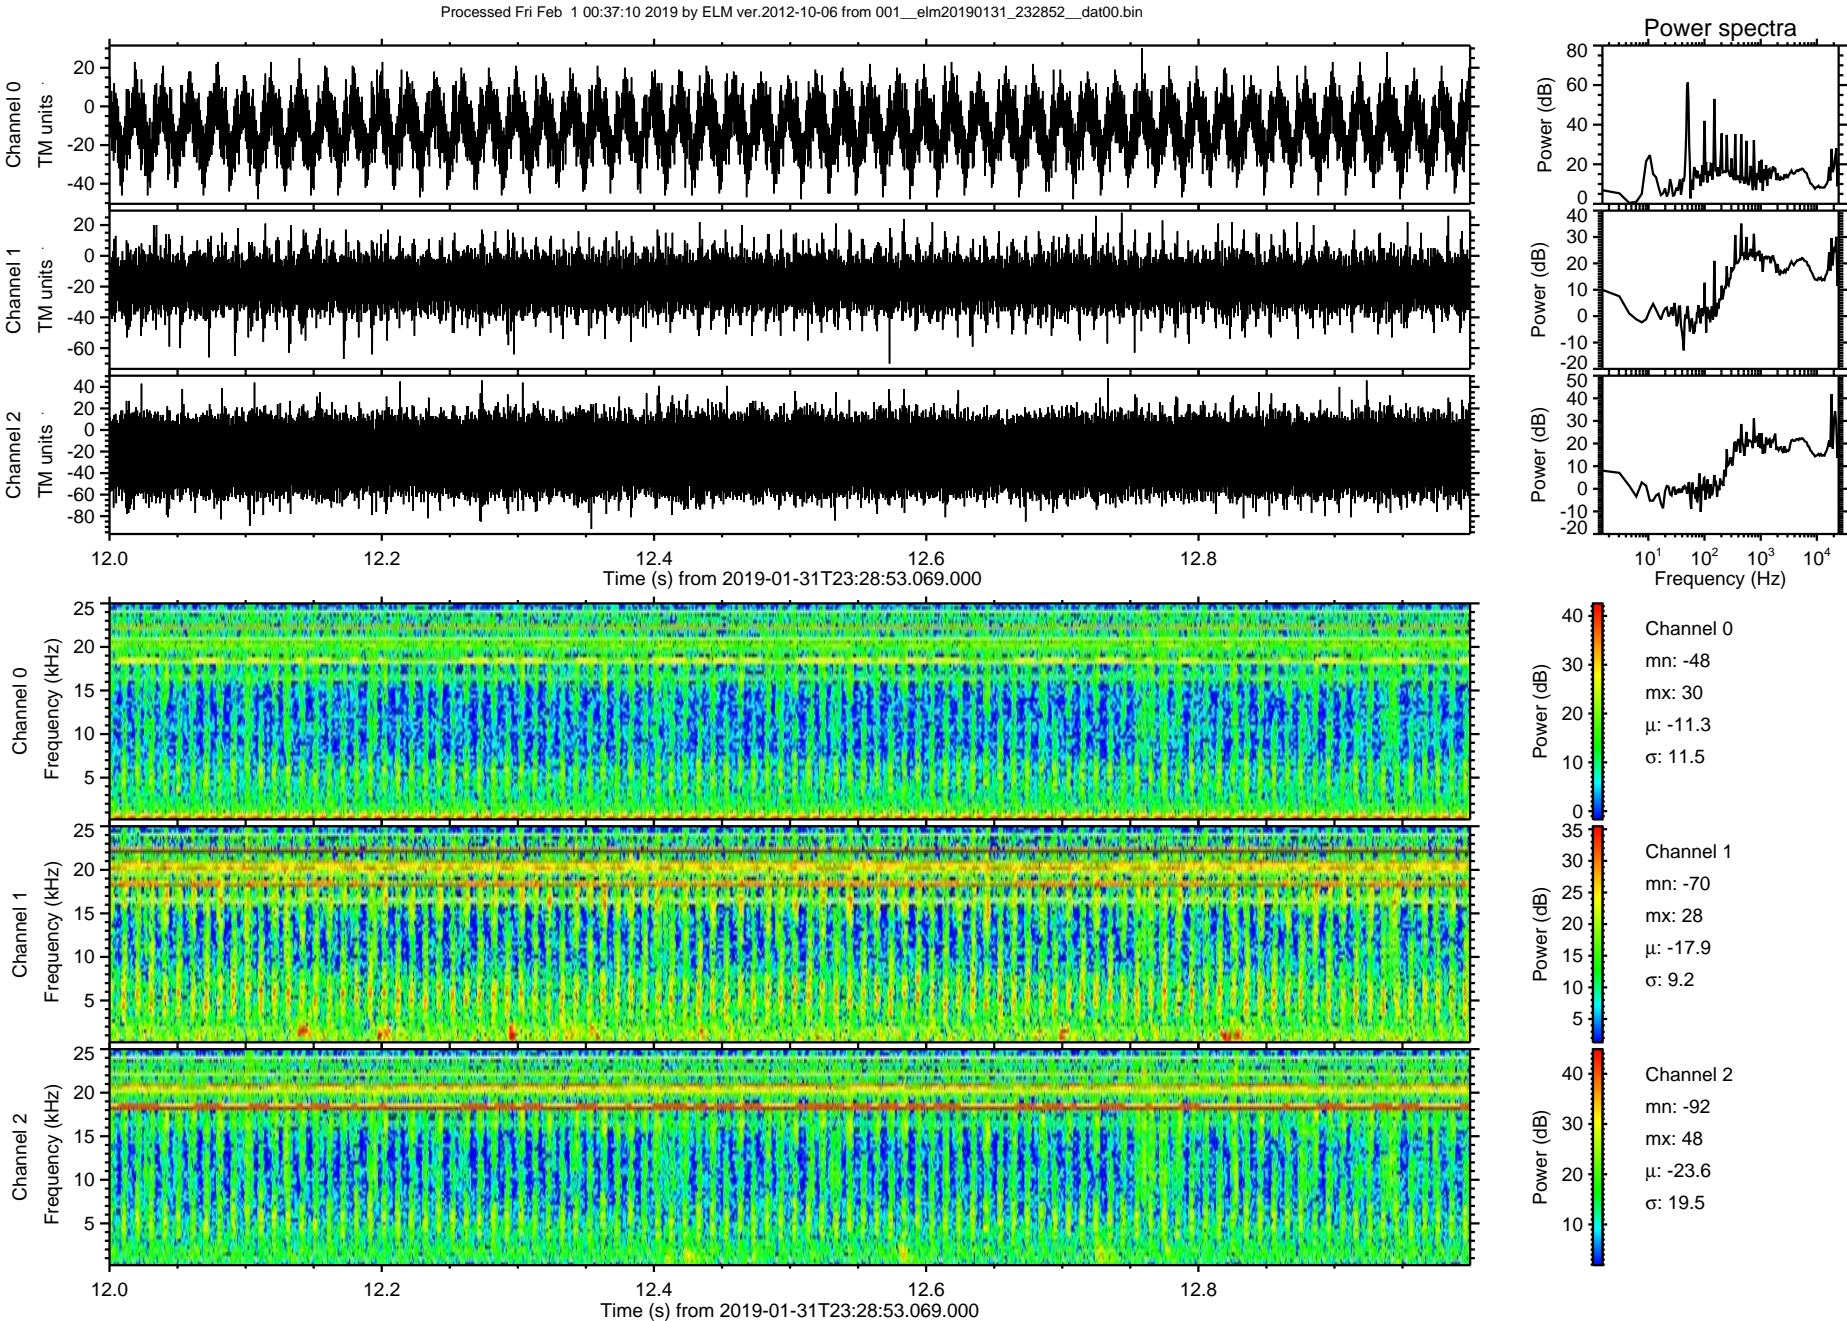 Processed Fri Feb  1 00:37:10 2019 by ELM ver.2012-10-06 from 001__elm20190131_232852__dat00.bin
Power spectra
Channel 0
TM units
20
0
-20
-40
Power (dB)
80
60
40
20
0
Channel 1
TM units
20
0
-20
-40
-60
Power (dB)
40
30
20
10
0
-10
-20
Channel 2
TM units
40
20
0
-20
-40
-60
-80
Power (dB)
50
40
30
20
10
0
-10
-20
12.0 12.2 12.4 12.6 12.8
Time (s) from 2019-01-31T23:28:53.069.000
10¹ 10² 10³ 10⁴
Frequency (Hz)
Channel 0
Frequency (kHz)
25
20
15
10
5
Power (dB)
40
30
20
10
0
Channel 0
mn: -48
mx: 30
μ: -11.3
σ: 11.5
Channel 1
Frequency (kHz)
25
20
15
10
5
Power (dB)
35
30
25
20
15
10
5
Channel 1
mn: -70
mx: 28
μ: -17.9
σ: 9.2
Channel 2
Frequency (kHz)
25
20
15
10
5
Power (dB)
40
30
20
10
Channel 2
mn: -92
mx: 48
μ: -23.6
σ: 19.5
12.0 12.2 12.4 12.6 12.8
Time (s) from 2019-01-31T23:28:53.069.000